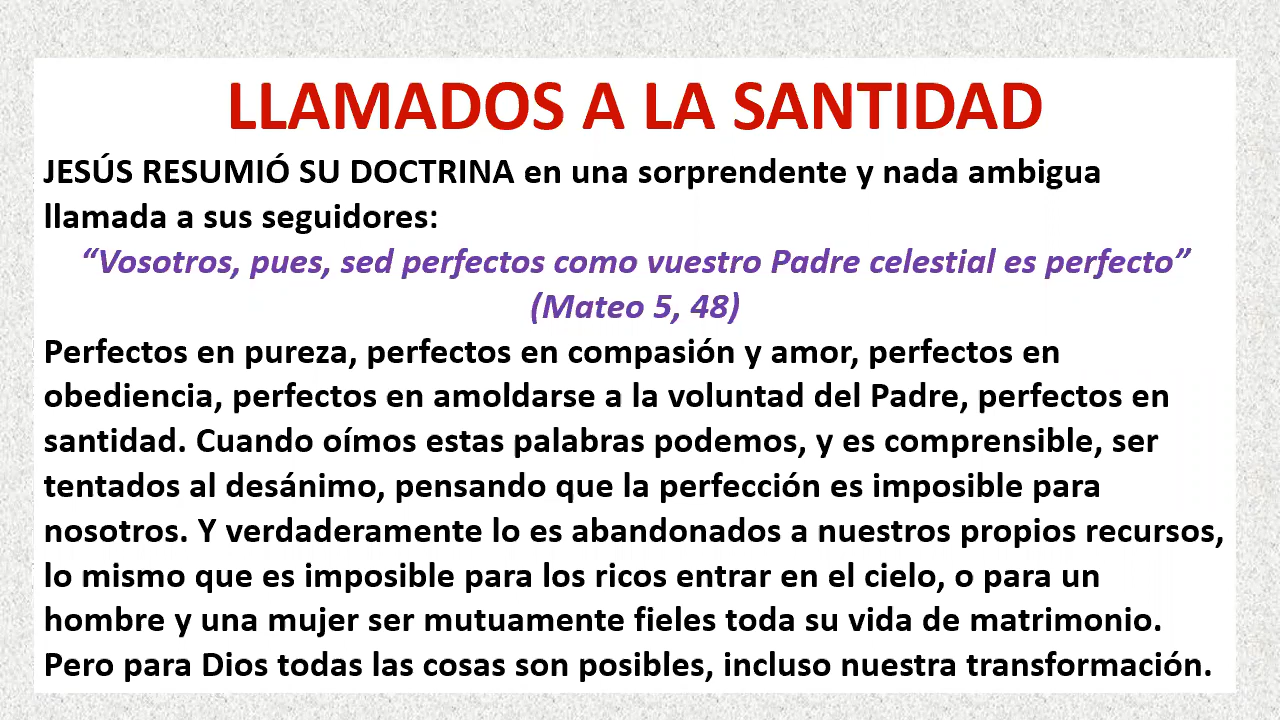 LLAMADOS A LA SANTIDAD
JESÚS RESUMIÓ SU DOCTRINA en una sorprendente y nada ambigua
llamada a sus seguidores:
“Vosotros, pues, sed perfectos como vuestro Padre celestial es perfecto”
(Mateo 5, 48)
Perfectos en pureza, perfectos en compasión y amor, perfectos en
obediencia, perfectos en amoldarse a la voluntad del Padre, perfectos en
santidad. Cuando oímos estas palabras podemos, y es comprensible, ser
tentados al desánimo, pensando que la perfección es imposible para
nosotros. Y verdaderamente lo es abandonados a nuestros propios recursos,
lo mismo que es imposible para los ricos entrar en el cielo, o para un
hombre y una mujer ser mutuamente fieles toda su vida de matrimonio.
Pero para Dios todas las cosas son posibles, incluso nuestra transformación.